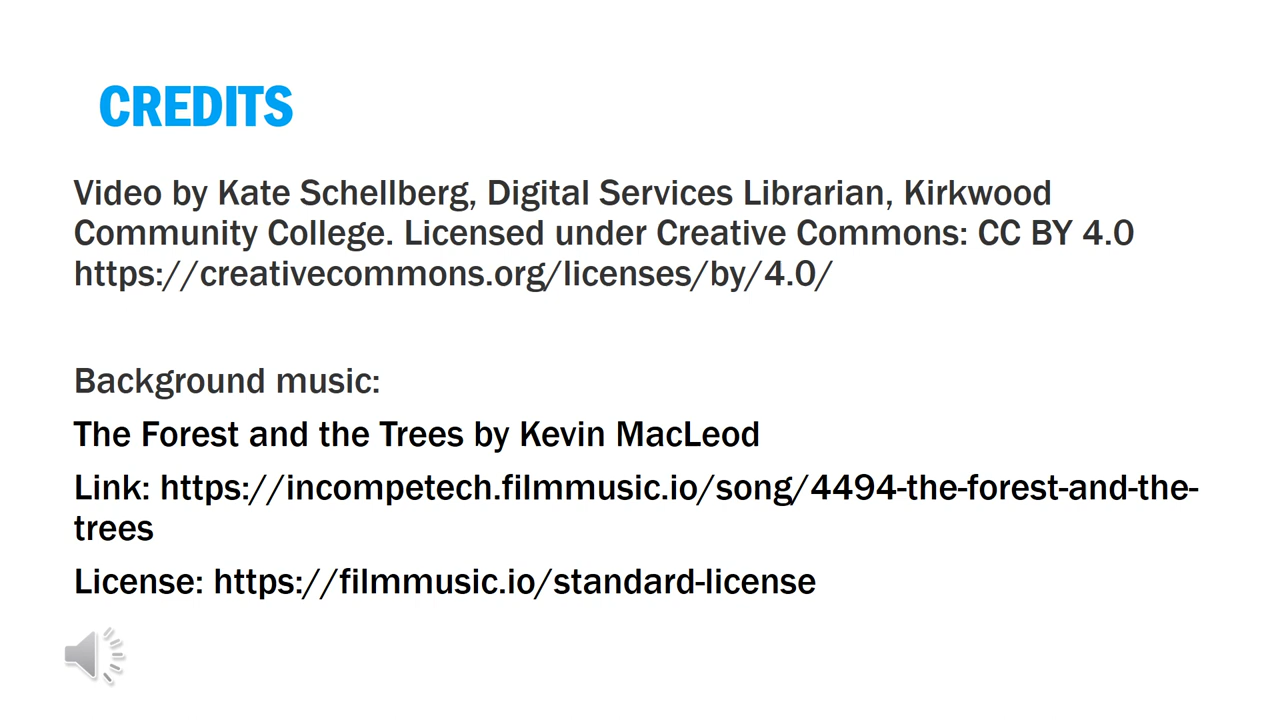 CREDITS
Video by Kate Schellberg, Digital Services Librarian, Kirkwood
Community College. Licensed under Creative Commons: CC BY 4.0
https://creativecommons.org/licenses/by/4.0/
Background music:
The Forest and the Trees by Kevin MacLeod
Link: https://incompetech.filmmusic.io/song/4494-the-forest-and-the-
trees
License: https://filmmusic.io/standard-license